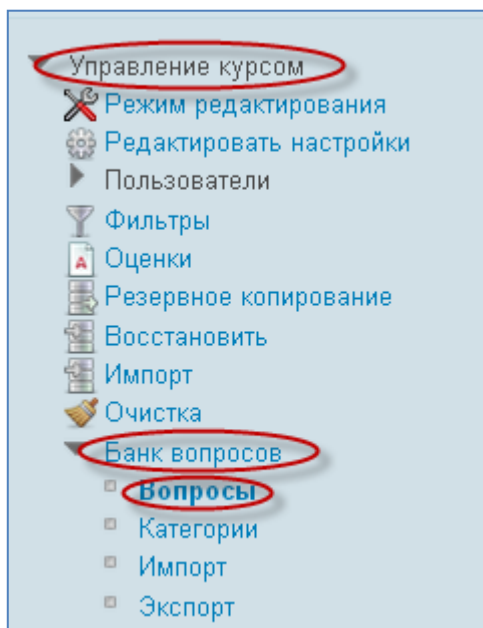 Управление курсом
Режим редактирования
Редактировать настройки
Пользователи
Фильтры
Оценки
Резервное копирование
Восстановить
Импорт
Очистка
Банк вопросов
Вопросы
Категории
Импорт
Экспорт